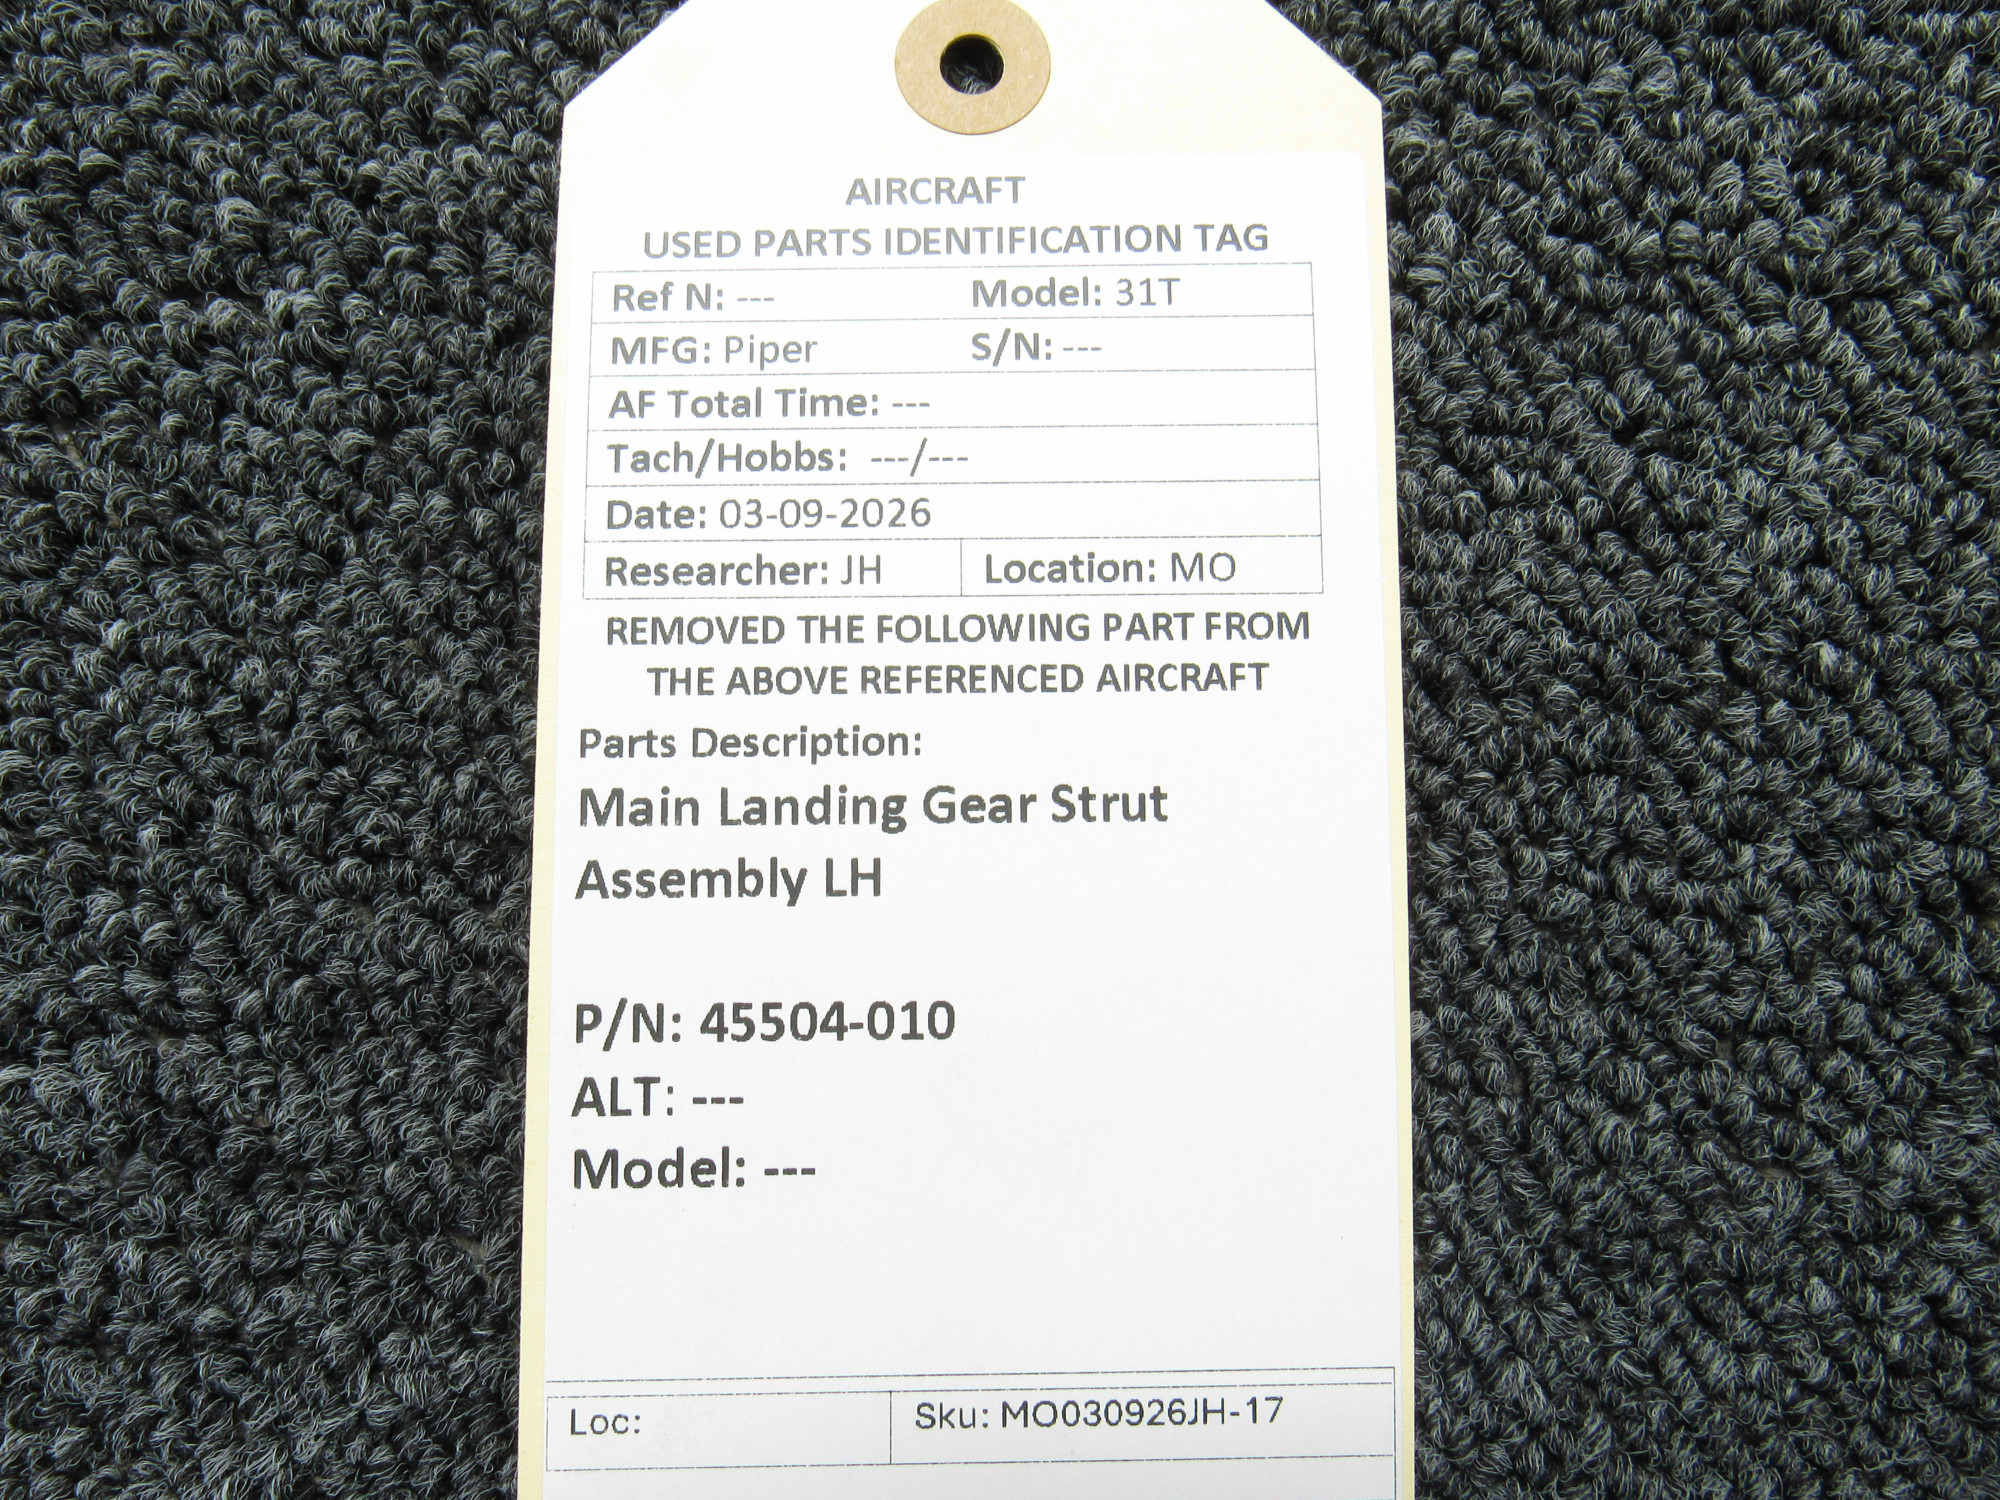 AIRCRAFT
USED PARTS IDENTIFICATION TAG
Ref N: --- Model: 31T
MFG: Piper S/N: ---
AF Total Time: ---
Tach/Hobbs: ---/---
Date: 03-09-2026
Researcher: JH Location: MO
REMOVED THE FOLLOWING PART FROM
THE ABOVE REFERENCED AIRCRAFT
Parts Description:
Main Landing Gear Strut
Assembly LH
P/N: 45504-010
ALT: ---
Model: ---
Loc: Sku: MO030926JH-17